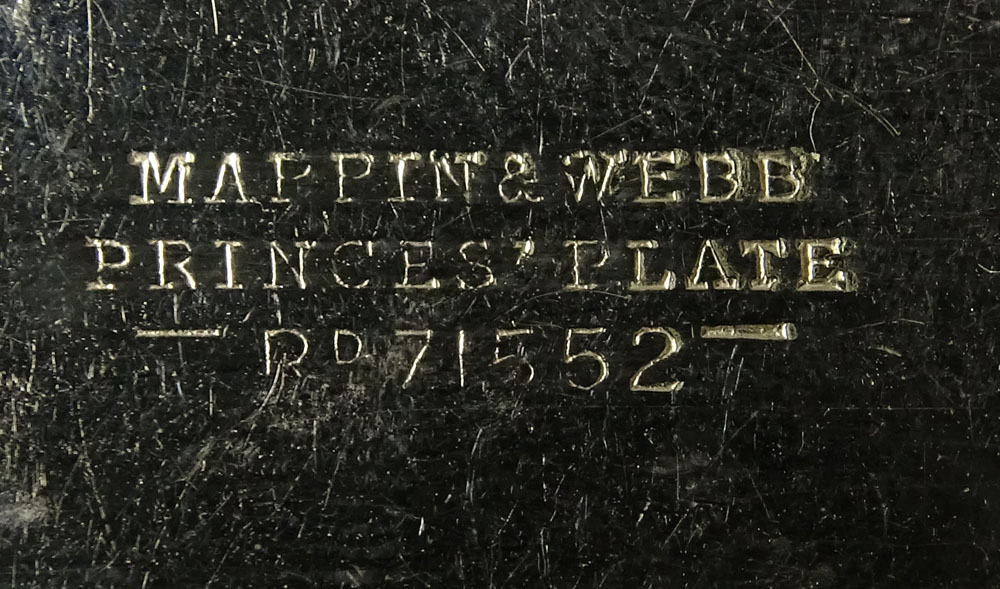 MAPPIN & WEBB
PRINCES' PLATE
— RD 71552 —